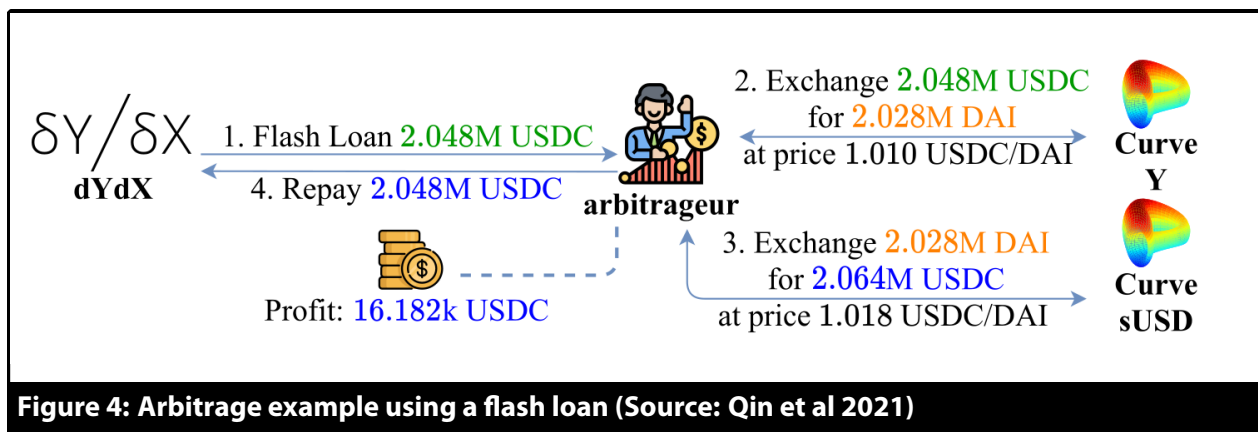 δY/δX
dYdX
1. Flash Loan 2.048M USDC
4. Repay 2.048M USDC
arbitrageur
2. Exchange 2.048M USDC
for 2.028M DAI
at price 1.010 USDC/DAI
Curve
Y
3. Exchange 2.028M DAI
for 2.064M USDC
at price 1.018 USDC/DAI
Curve
sUSD
$
$
Profit: 16.182k USDC
Figure 4: Arbitrage example using a flash loan (Source: Qin et al 2021)